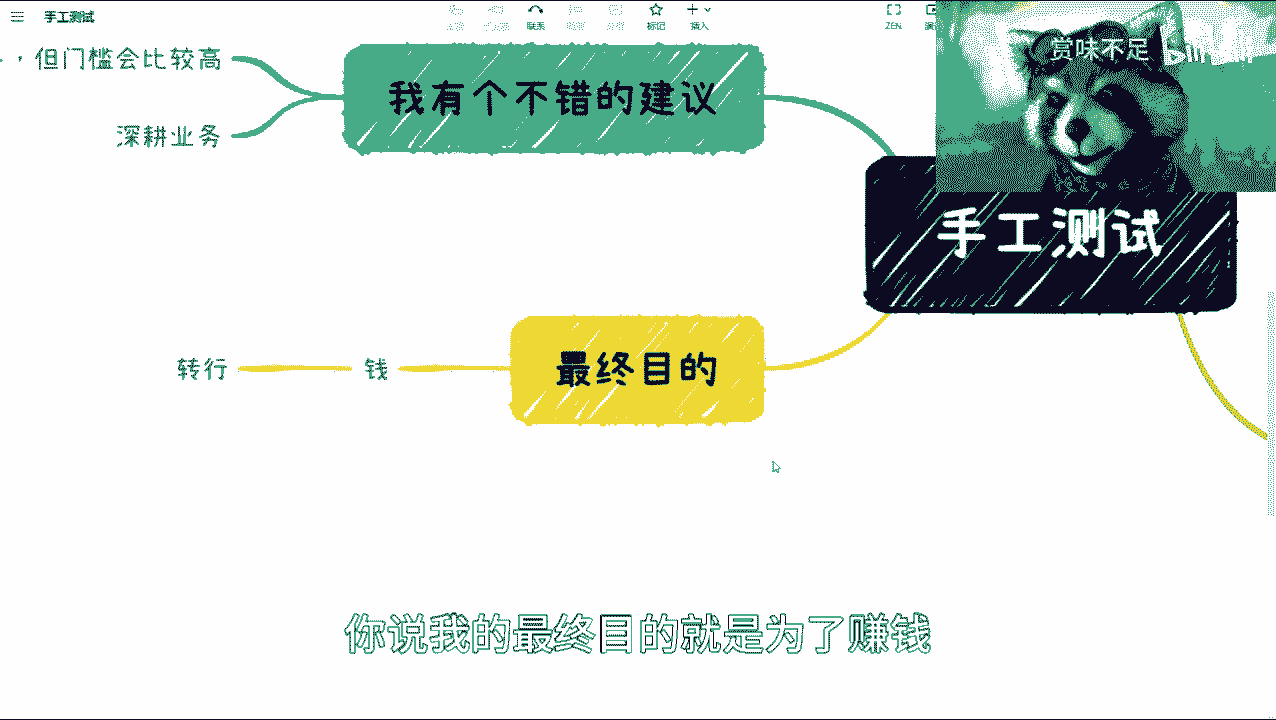 手工测试
联系
标记
插入
ZEN
赏味不足
，但门槛会比较高
深耕业务
我有个不错的建议
手工测试
转行
钱
最终目的
你说我的最终目的就是为了赚钱